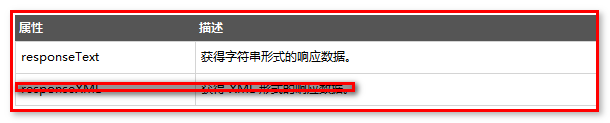 属性 描述
responseText 获得字符串形式的响应数据。
responseXML 获得 XML 形式的响应数据。